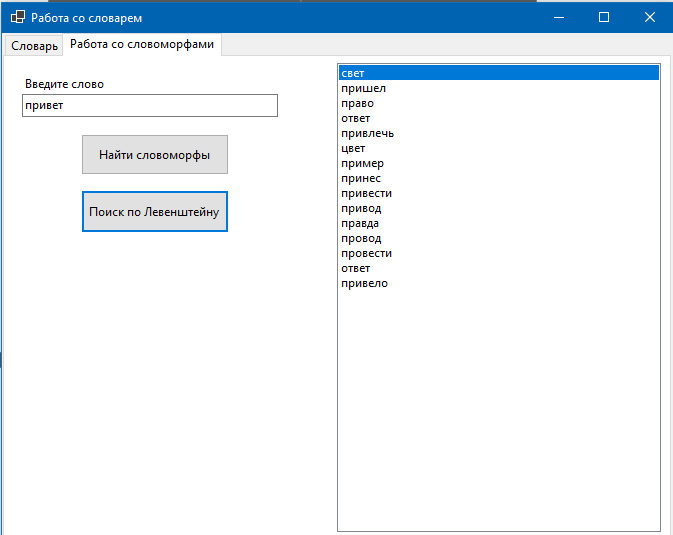 Работа со словарем
Словарь
Работа со словоморфами
Введите слово
привет
Найти словоморфы
Поиск по Левенштейну
свет
пришел
право
ответ
привлечь
цвет
пример
принес
привести
привод
правда
провод
провести
ответ
привело